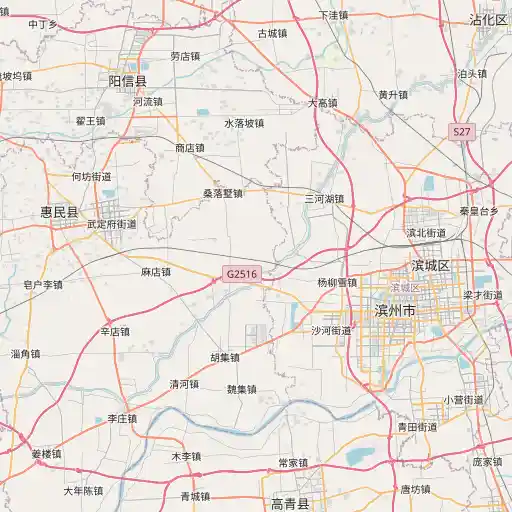 中丁乡
下洼镇
沾化区
古城镇
劳店镇
坡坞镇
阳信县
泊头镇
黄升镇
河流镇
大高镇
翟王镇
水落坡镇
S27
商店镇
何坊街道
桑落墅镇
三河湖镇
惠民县
秦皇台乡
武定府街道
滨北街道
滨城区
麻店镇
G2516
皂户李镇
杨柳雪镇
滨城区
梁才街道
滨州市
辛店镇
沙河街道
淄角镇
胡集镇
清河镇
魏集镇
小营街道
李庄镇
青田街道
姜楼镇
木李镇
常家镇
庞家镇
大年陈镇
青城镇
唐坊镇
高青县